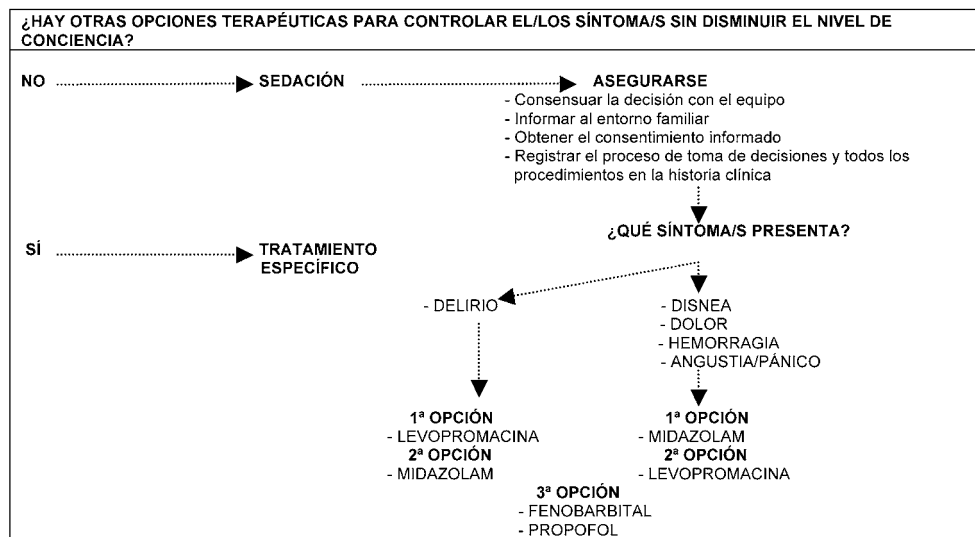 ¿HAY OTRAS OPCIONES TERAPÉUTICAS PARA CONTROLAR EL/LOS SÍNTOMA/S SIN DISMINUIR EL NIVEL DE
CONCIENCIA?
NO
SEDACIÓN
ASEGURARSE
- Consensuar la decisión con el equipo
- Informar al entorno familiar
- Obtener el consentimiento informado
- Registrar el proceso de toma de decisiones y todos los
procedimientos en la historia clínica
¿QUÉ SÍNTOMA/S PRESENTA?
SÍ
TRATAMIENTO
ESPECÍFICO
- DELIRIO
- DISNEA
- DOLOR
- HEMORRAGIA
- ANGUSTIA/PÁNICO
1ª OPCIÓN
- LEVOPROMACINA
2ª OPCIÓN
- MIDAZOLAM
1ª OPCIÓN
- MIDAZOLAM
2ª OPCIÓN
- LEVOPROMACINA
3ª OPCIÓN
- FENOBARBITAL
- PROPOFOL